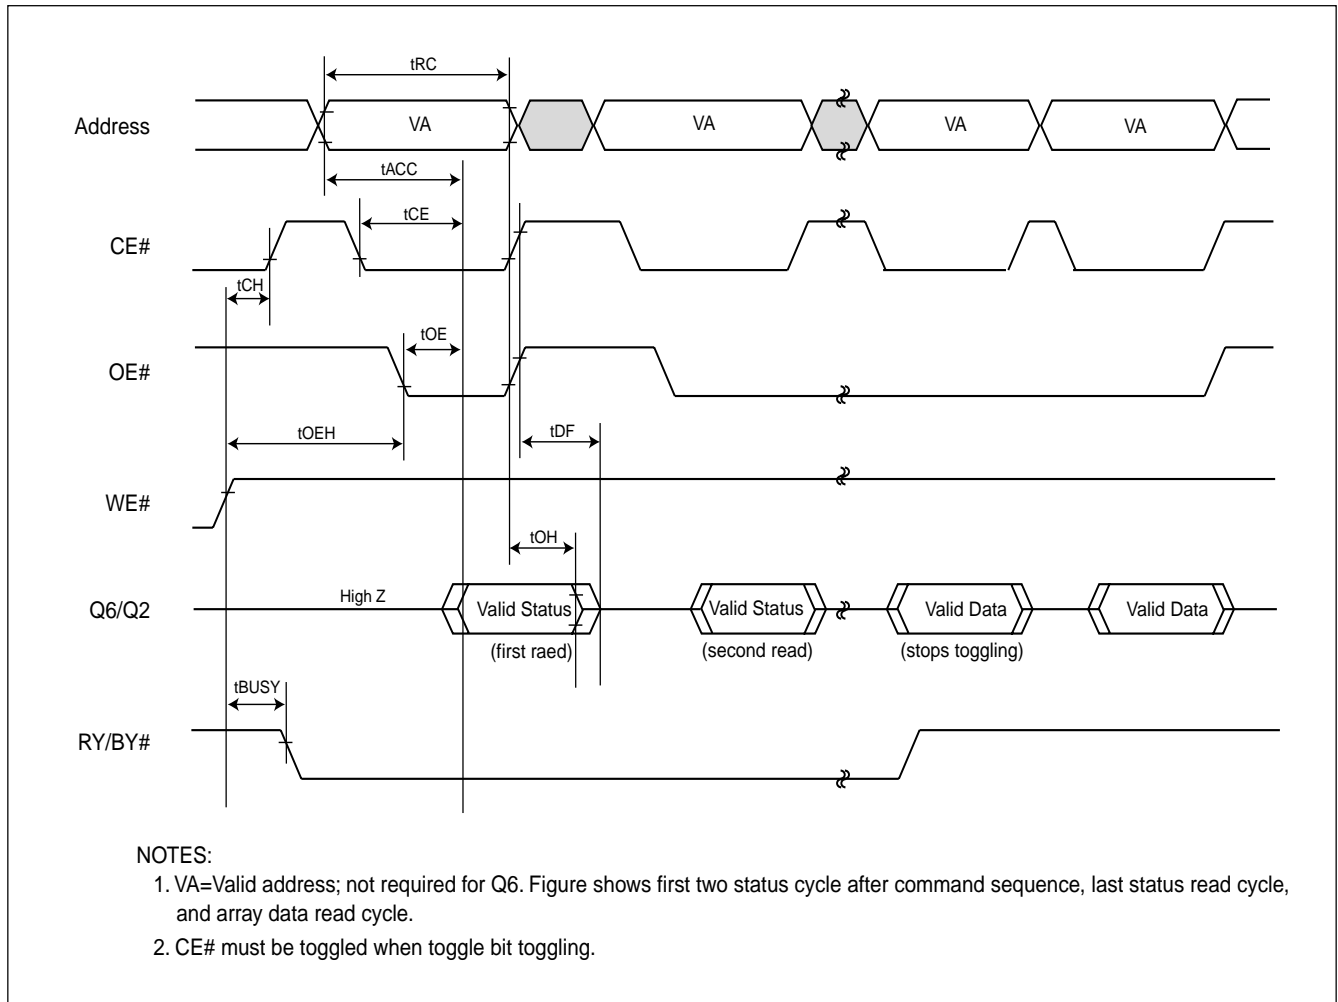 tRC
Address
VA
VA
VA
VA
tACC
tCE
CE#
tCH
tOE
OE#
tOEH
tDF
WE#
tOH
Q6/Q2
High Z
Valid Status
Valid Status
Valid Data
Valid Data
(first raed)
(second read)
(stops toggling)
tBUSY
RY/BY#
NOTES:
1. VA=Valid address; not required for Q6. Figure shows first two status cycle after command sequence, last status read cycle,
and array data read cycle.
2. CE# must be toggled when toggle bit toggling.